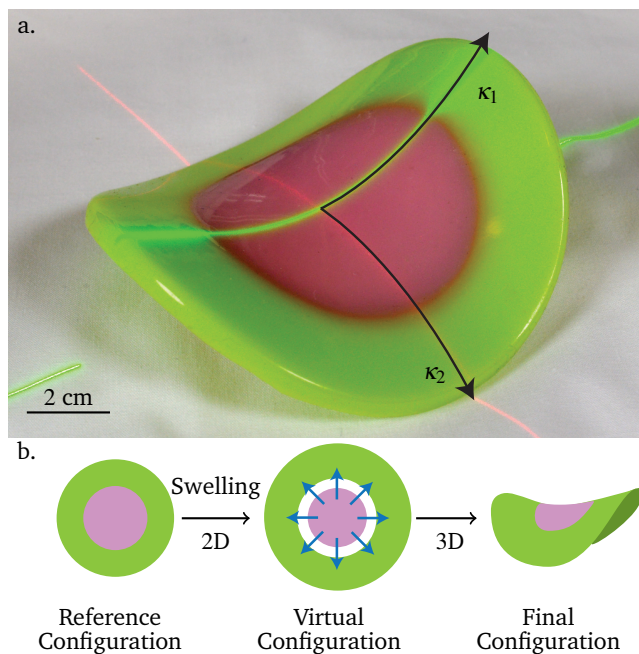 a.
κ1
κ2
2 cm
b.
Swelling
2D
3D
Reference
Configuration
Virtual
Configuration
Final
Configuration